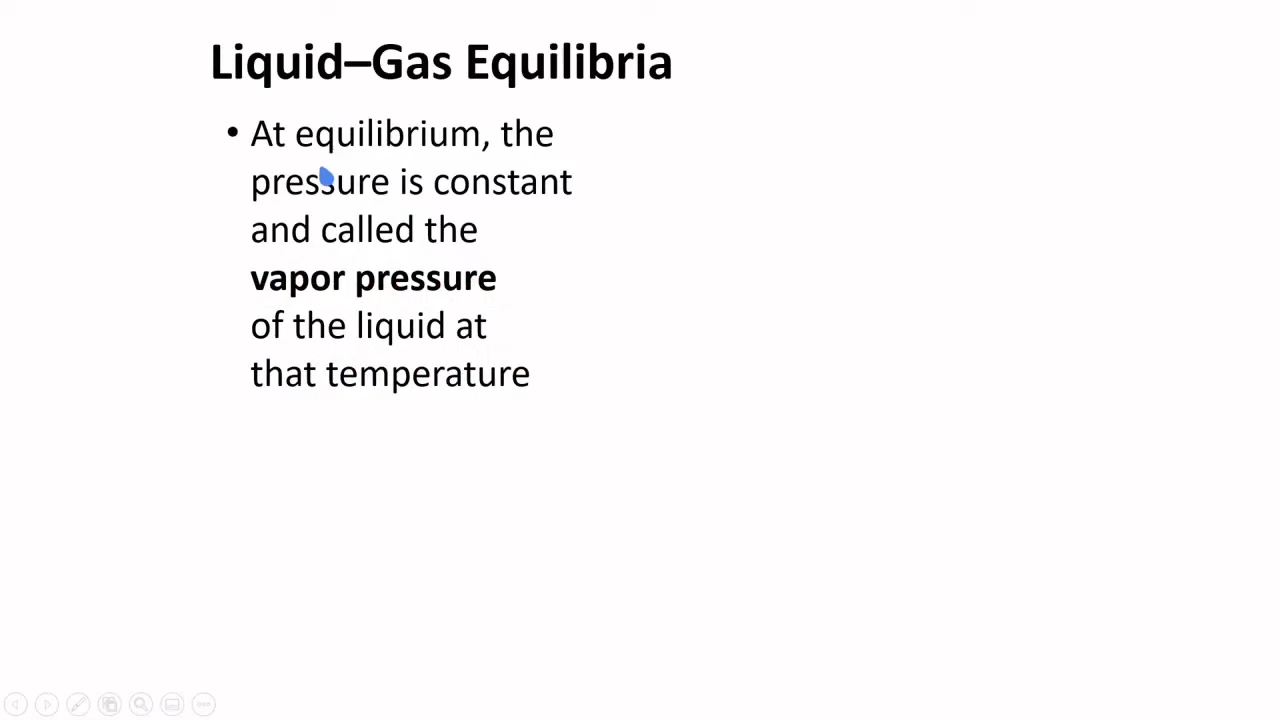 Liquid–Gas Equilibria
• At equilibrium, the
pressure is constant
and called the
vapor pressure
of the liquid at
that temperature